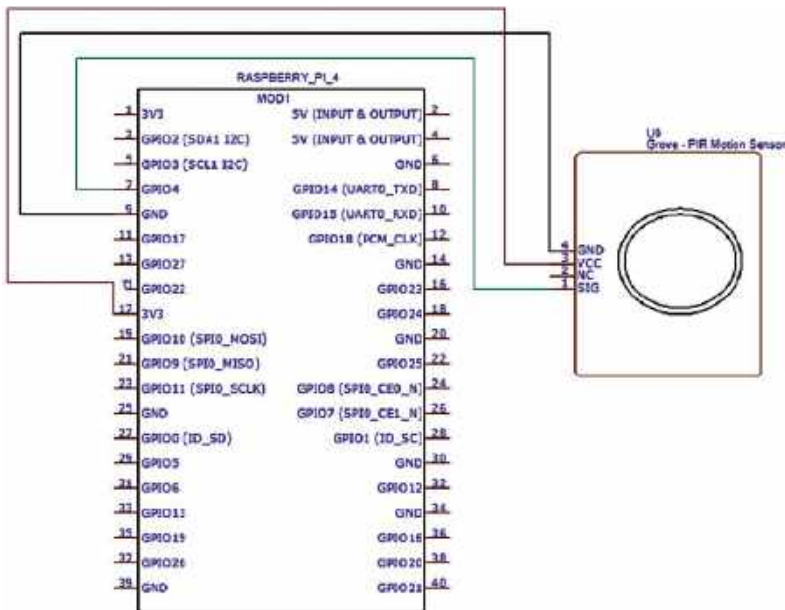 RASPBERRY_PI_4
MOD1
1 3V3 5V (INPUT & OUTPUT) 2
3 GPIO2 (SDA1 I2C) 5V (INPUT & OUTPUT) 4
5 GPIO3 (SCL1 I2C) GND 6
7 GPIO4 GPIO14 (UART0_TXD) 8
9 GND GPIO15 (UART0_RXD) 10
11 GPIO17 GPIO18 (PCM_CLK) 12
13 GPIO27 GND 14
GPIO22 GPIO23 16
17 3V3 GPIO24 18
19 GPIO10 (SPI0_MOSI) GND 20
21 GPIO9 (SPI0_MISO) GPIO25 22
23 GPIO11 (SPI0_SCLK) GPIO8 (SPI0_CE0_N) 24
25 GND GPIO7 (SPI0_CE1_N) 26
27 GPIO0 (ID_SD) GPIO1 (ID_SC) 28
29 GPIO5 GND 30
31 GPIO6 GPIO12 32
33 GPIO13 GND 34
35 GPIO19 GPIO16 36
37 GPIO26 GPIO20 38
39 GND GPIO21 40
Grove - PIR Motion Sensor
4 GND
3 VCC
2 NC
1 SIG